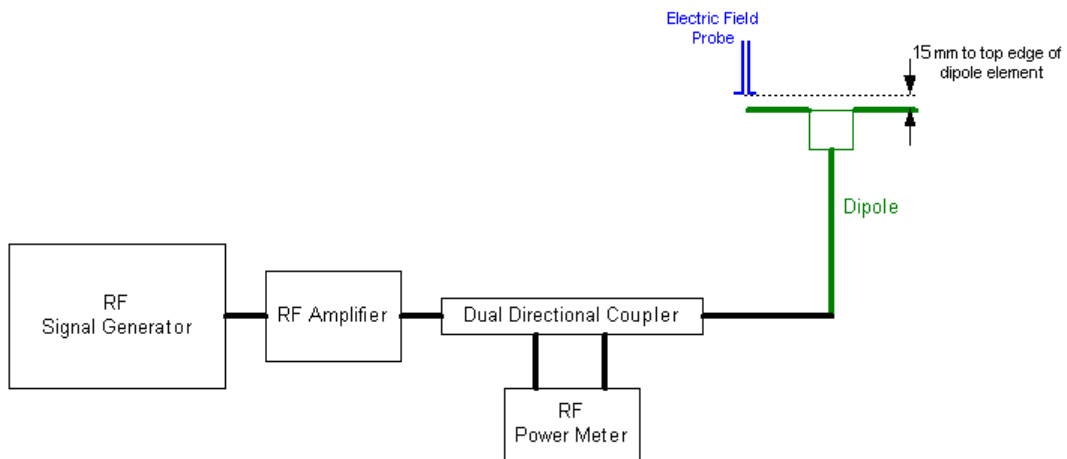 Electric Field
Probe
15 mm to top edge of
dipole element
Dipole
RF
Signal Generator
RF Amplifier
Dual Directional Coupler
RF
Power Meter